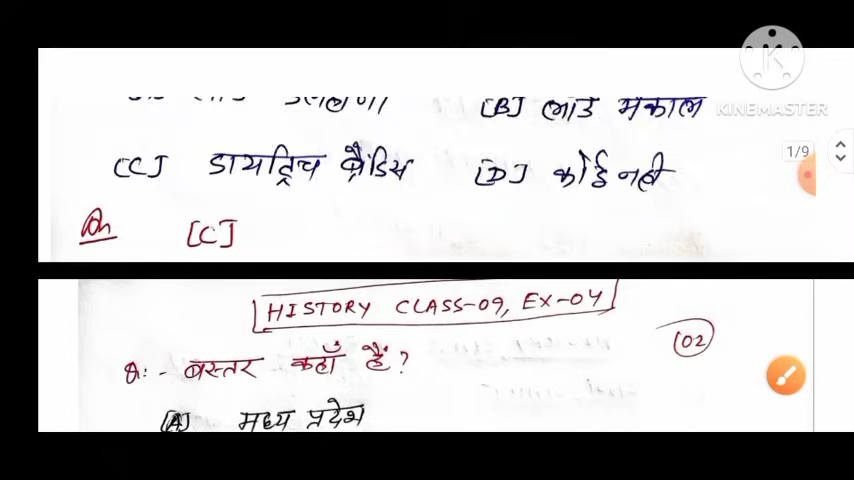 [B] लार्ड मकाले
KINEMASTER
1/9
[C] डायट्रिच ब्रैंडिस [D] कोई नही
Ans [C]
HISTORY CLASS-09, EX-04
02
Q:- बस्तर कहाँ हैं?
[A] मध्य प्रदेश